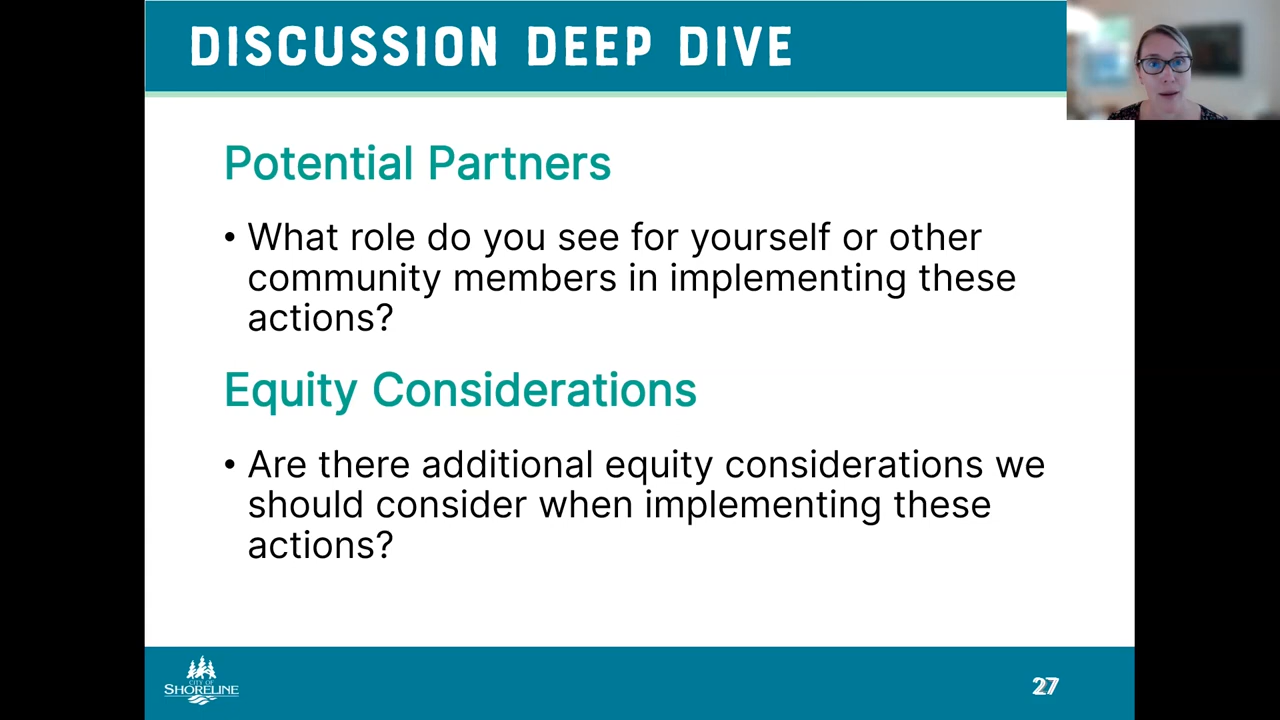 DISCUSSION DEEP DIVE
Potential Partners
• What role do you see for yourself or other
community members in implementing these
actions?
Equity Considerations
• Are there additional equity considerations we
should consider when implementing these
actions?
CITY OF
SHORELINE
27